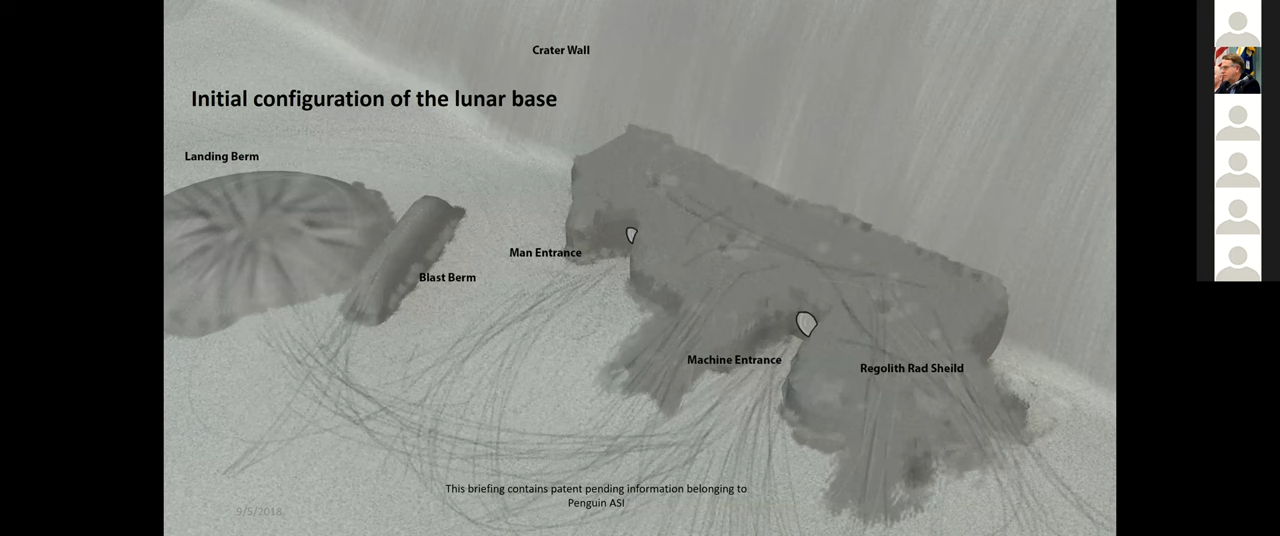 Crater Wall
Initial configuration of the lunar base
Landing Berm
Man Entrance
Blast Berm
Machine Entrance
Regolith Rad Sheild
This briefing contains patent pending information belonging to
Penguin ASI
9/5/2018